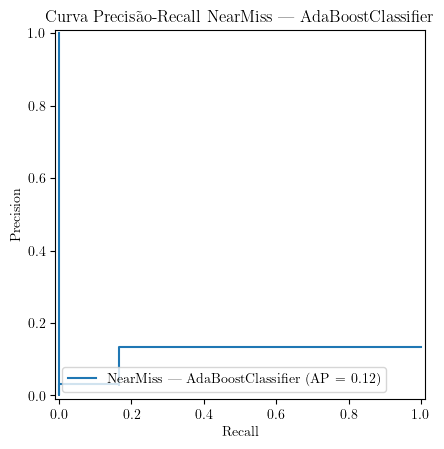 Curva Precisão-Recall NearMiss — AdaBoostClassifier
1.0
0.8
0.6
0.4
0.2
0.0
Precision
NearMiss — AdaBoostClassifier (AP = 0.12)
0.0 0.2 0.4 0.6 0.8 1.0
Recall